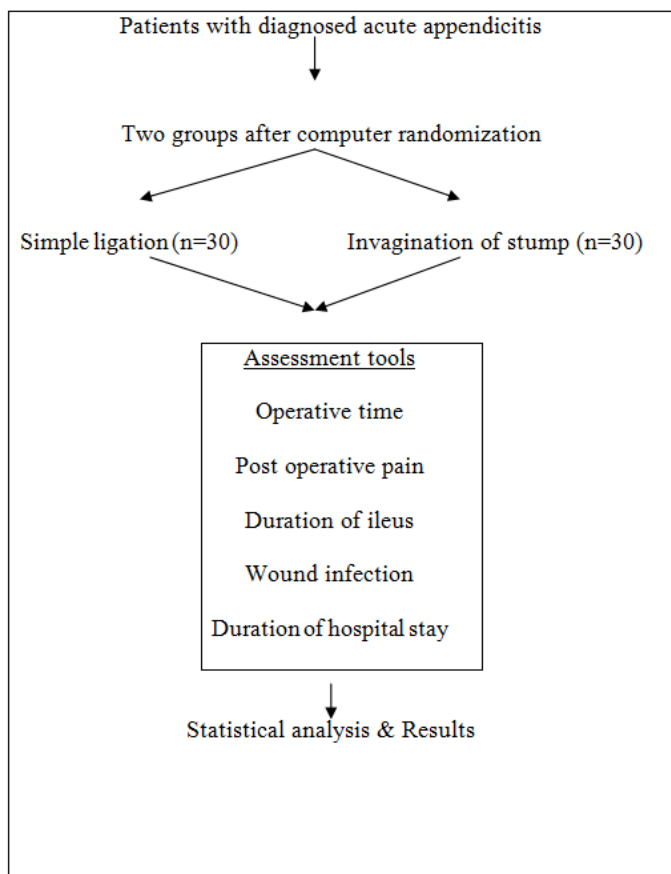 Patients with diagnosed acute appendicitis
Two groups after computer randomization
Simple ligation (n=30)
Invagination of stump (n=30)
Assessment tools
Operative time
Post operative pain
Duration of ileus
Wound infection
Duration of hospital stay
Statistical analysis & Results